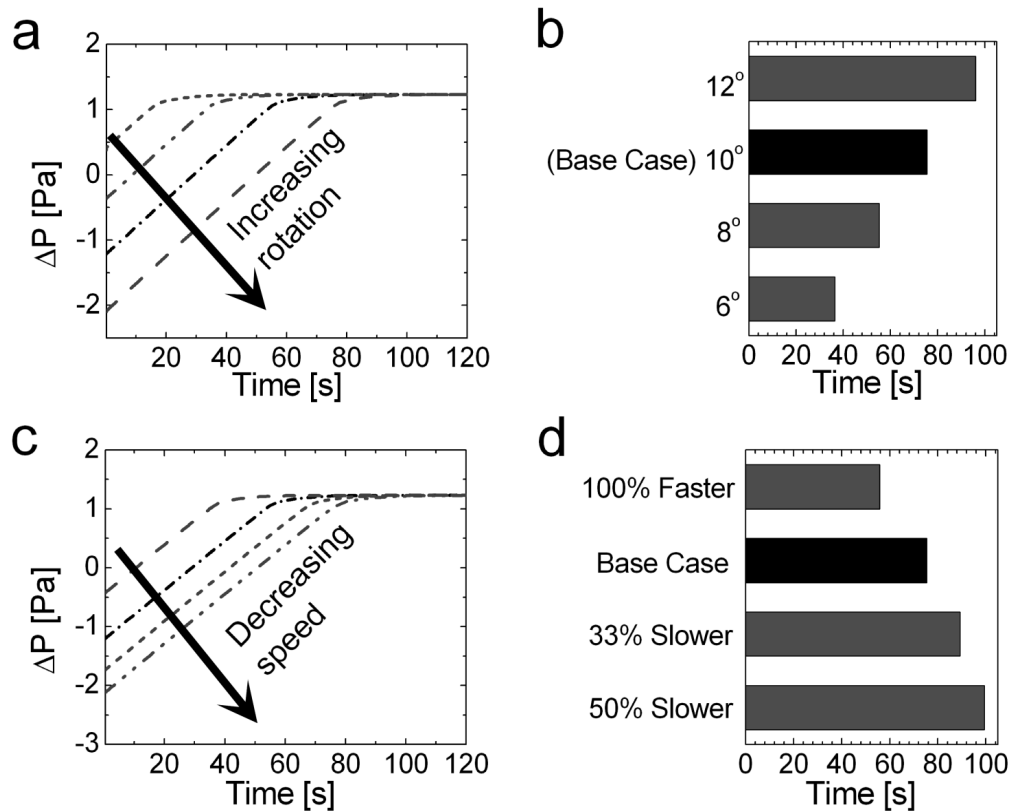 a
2
1
0
-1
-2
ΔP [Pa]
20 40 60 80 100 120
Time [s]
Increasing
rotation
b
12°
(Base Case) 10°
8°
6°
0 20 40 60 80 100
Time [s]
c
2
1
0
-1
-2
-3
ΔP [Pa]
20 40 60 80 100 120
Time [s]
Decreasing
speed
d
100% Faster
Base Case
33% Slower
50% Slower
0 20 40 60 80 100
Time [s]